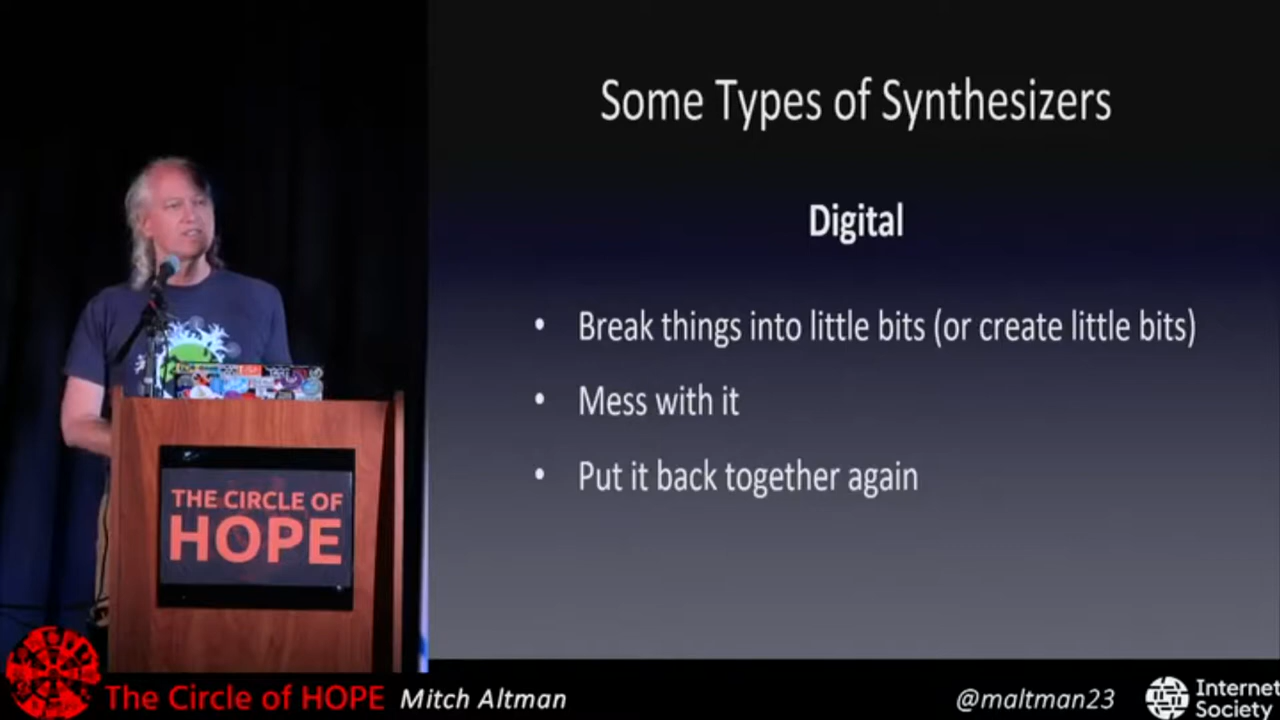 Some Types of Synthesizers
Digital
• Break things into little bits (or create little bits)
• Mess with it
• Put it back together again
THE CIRCLE OF
HOPE
The Circle of HOPE Mitch Altman @maltman23 Internet
Society